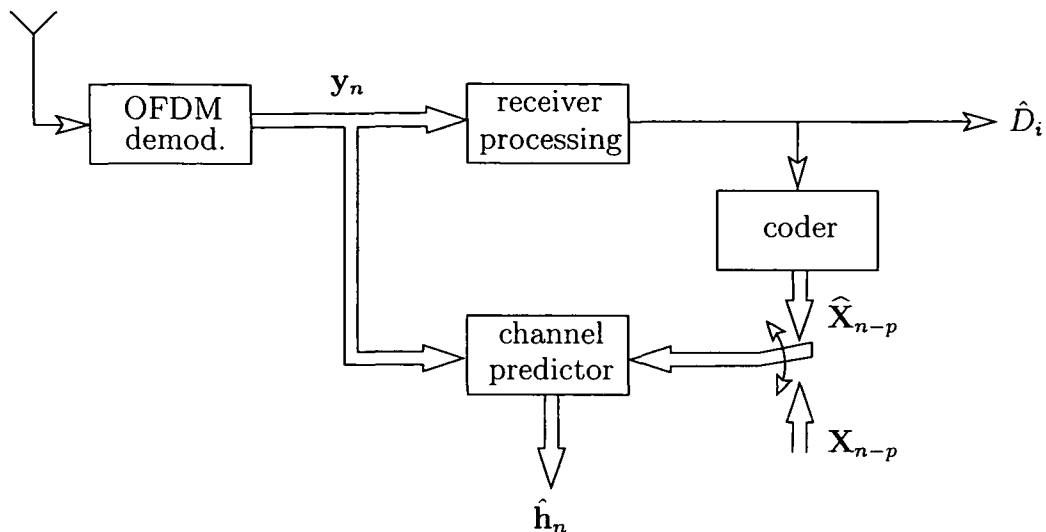 y_n
OFDM
demod.
receiver
processing
D̂_i
coder
X̂_{n-p}
channel
predictor
X_{n-p}
ĥ_n